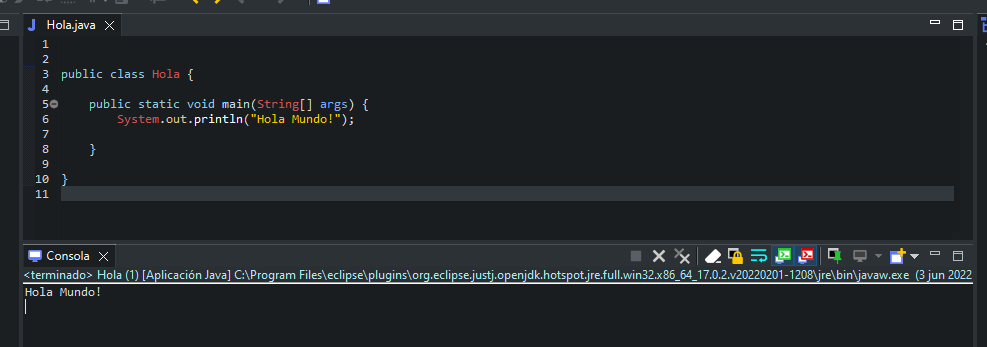 Hola.java
1
2
3 public class Hola {
4
5 public static void main(String[] args) {
6 System.out.println("Hola Mundo!");
7
8 }
9
10 }
11
Consola
<terminado> Hola (1) [Aplicación Java] C:\Program Files\eclipse\plugins\org.eclipse.justj.openjdk.hotspot.jre.full.win32.x86_64_17.0.2.v20220201-1208\jre\bin\javaw.exe (3 jun 2022
Hola Mundo!